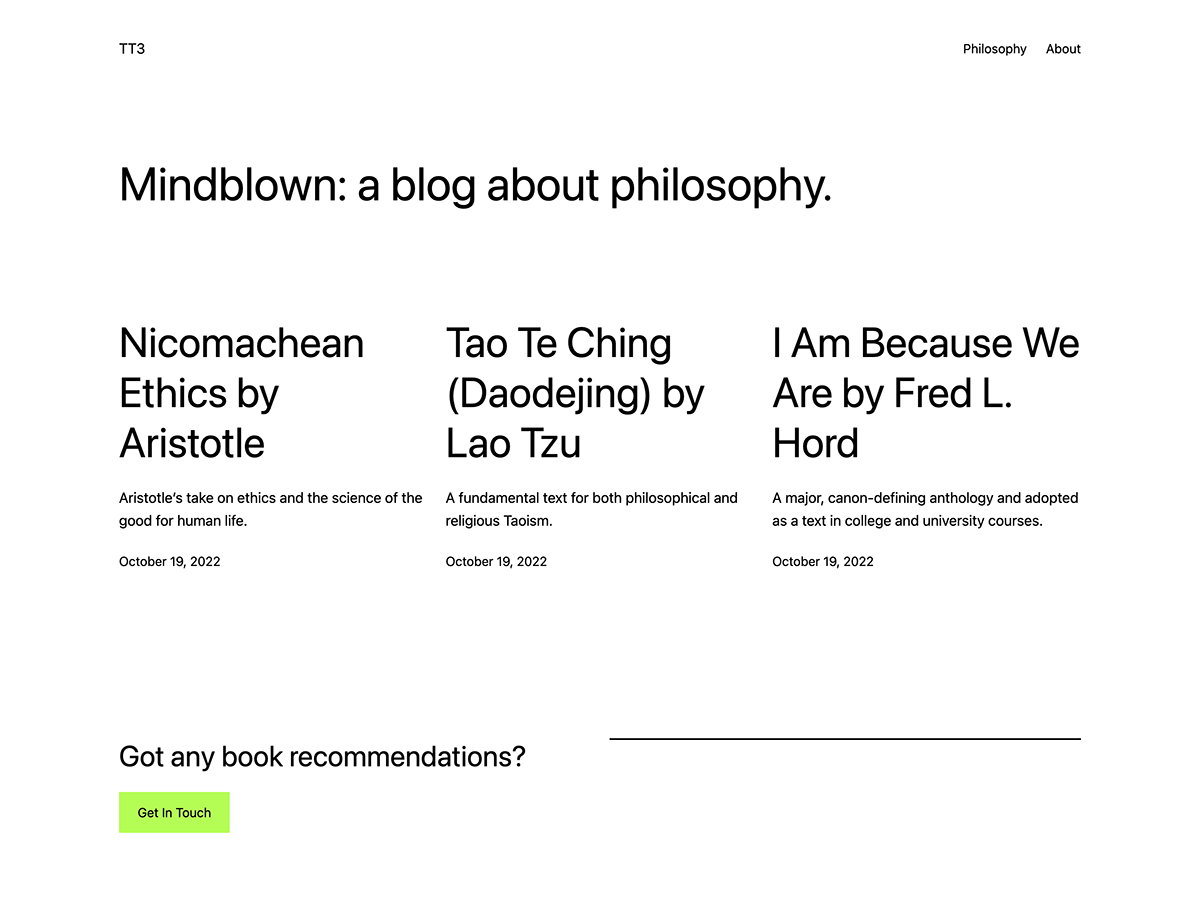 TT3
Philosophy About
Mindblown: a blog about philosophy.
Nicomachean
Ethics by
Aristotle
Aristotle’s take on ethics and the science of the
good for human life.
October 19, 2022
Tao Te Ching
(Daodejing) by
Lao Tzu
A fundamental text for both philosophical and
religious Taoism.
October 19, 2022
I Am Because We
Are by Fred L.
Hord
A major, canon-defining anthology and adopted
as a text in college and university courses.
October 19, 2022
Got any book recommendations?
Get In Touch